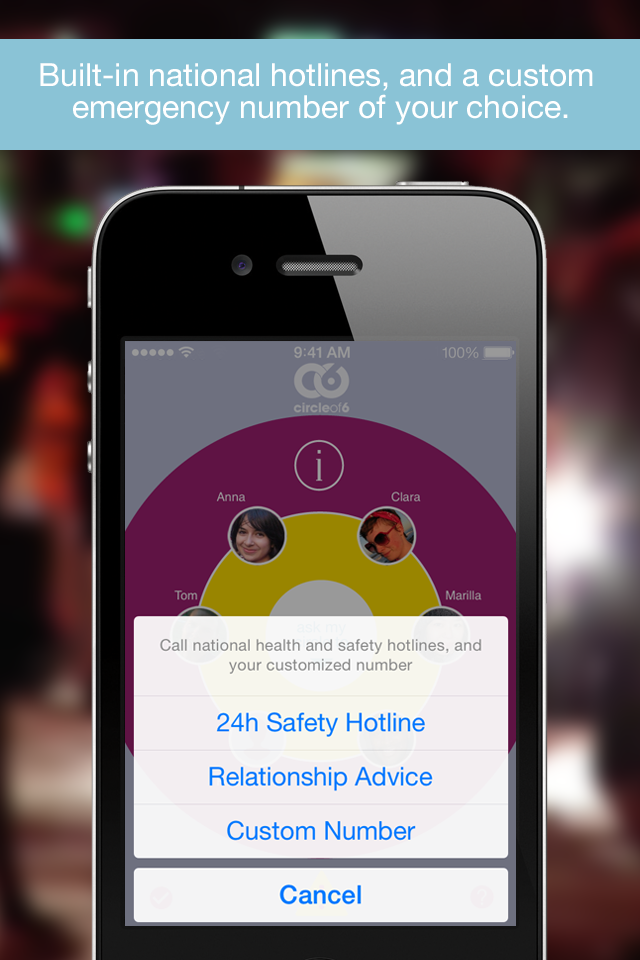 Built-in national hotlines, and a custom
emergency number of your choice.
9:41 AM
100%
circleof6
i
Anna
Clara
Tom
Marilla
ask my
Call national health and safety hotlines, and
your customized number
24h Safety Hotline
Relationship Advice
Custom Number
Cancel
?